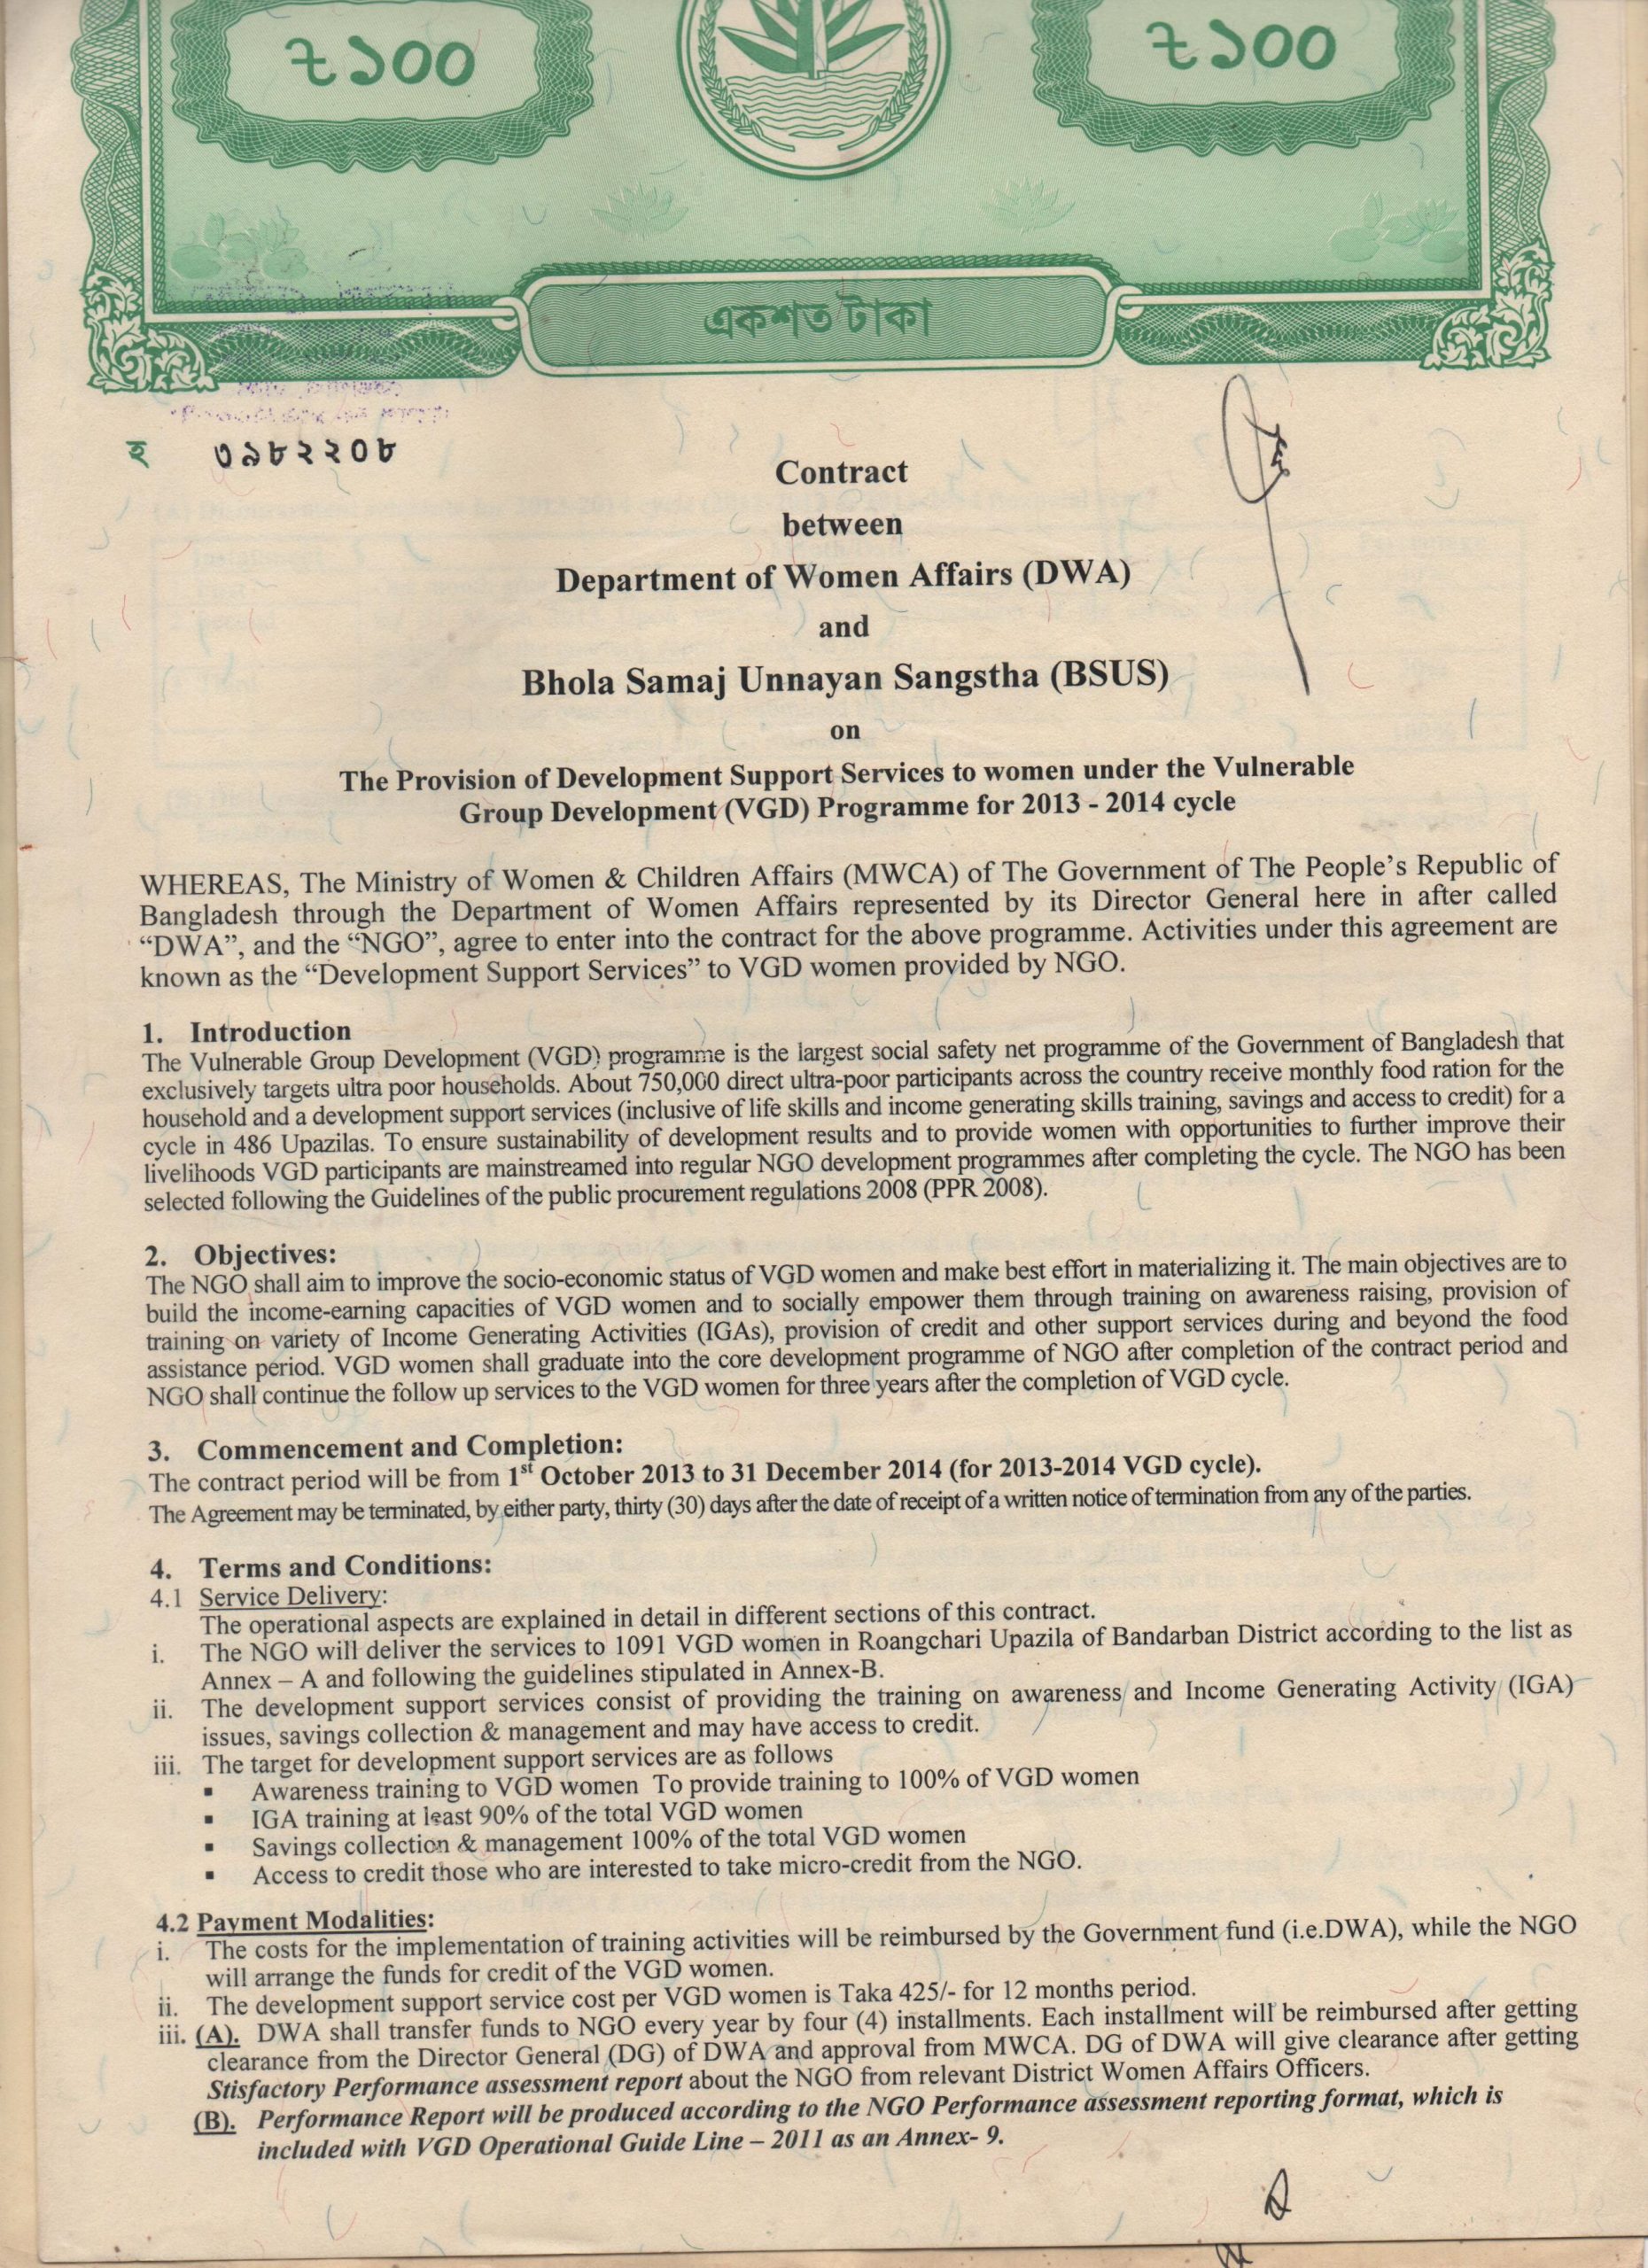 ৳১00 ৳১00
একশত টাকা
হ ৩৯৮২২০৮
Contract
between
Department of Women Affairs (DWA)
and
Bhola Samaj Unnayan Sangstha (BSUS)
on
The Provision of Development Support Services to women under the Vulnerable
Group Development (VGD) Programme for 2013 - 2014 cycle
WHEREAS, The Ministry of Women & Children Affairs (MWCA) of The Government of The People's Republic of
Bangladesh through the Department of Women Affairs represented by its Director General here in after called
“DWA”, and the “NGO”, agree to enter into the contract for the above programme. Activities under this agreement are
known as the “Development Support Services” to VGD women provided by NGO.
1. Introduction
The Vulnerable Group Development (VGD) programme is the largest social safety net programme of the Government of Bangladesh that
exclusively targets ultra poor households. About 750,000 direct ultra-poor participants across the country receive monthly food ration for the
household and a development support services (inclusive of life skills and income generating skills training, savings and access to credit) for a
cycle in 486 Upazilas. To ensure sustainability of development results and to provide women with opportunities to further improve their
livelihoods VGD participants are mainstreamed into regular NGO development programmes after completing the cycle. The NGO has been
selected following the Guidelines of the public procurement regulations 2008 (PPR 2008).
2. Objectives:
The NGO shall aim to improve the socio-economic status of VGD women and make best effort in materializing it. The main objectives are to
build the income-earning capacities of VGD women and to socially empower them through training on awareness raising, provision of
training on variety of Income Generating Activities (IGAs), provision of credit and other support services during and beyond the food
assistance period. VGD women shall graduate into the core development programme of NGO after completion of the contract period and
NGO shall continue the follow up services to the VGD women for three years after the completion of VGD cycle.
3. Commencement and Completion:
The contract period will be from 1st October 2013 to 31 December 2014 (for 2013-2014 VGD cycle).
The Agreement may be terminated, by either party, thirty (30) days after the date of receipt of a written notice of termination from any of the parties.
4. Terms and Conditions:
4.1 Service Delivery:
The operational aspects are explained in detail in different sections of this contract.
i. The NGO will deliver the services to 1091 VGD women in Roangchari Upazila of Bandarban District according to the list as
Annex – A and following the guidelines stipulated in Annex-B.
ii. The development support services consist of providing the training on awareness and Income Generating Activity (IGA)
issues, savings collection & management and may have access to credit.
iii. The target for development support services are as follows
▪ Awareness training to VGD women To provide training to 100% of VGD women
▪ IGA training at least 90% of the total VGD women
▪ Savings collection & management 100% of the total VGD women
▪ Access to credit those who are interested to take micro-credit from the NGO.
4.2 Payment Modalities:
i. The costs for the implementation of training activities will be reimbursed by the Government fund (i.e.DWA), while the NGO
will arrange the funds for credit of the VGD women.
ii. The development support service cost per VGD women is Taka 425/- for 12 months period.
iii. (A). DWA shall transfer funds to NGO every year by four (4) installments. Each installment will be reimbursed after getting
clearance from the Director General (DG) of DWA and approval from MWCA. DG of DWA will give clearance after getting
Stisfactory Performance assessment report about the NGO from relevant District Women Affairs Officers.
(B). Performance Report will be produced according to the NGO Performance assessment reporting format, which is
included with VGD Operational Guide Line – 2011 as an Annex- 9.